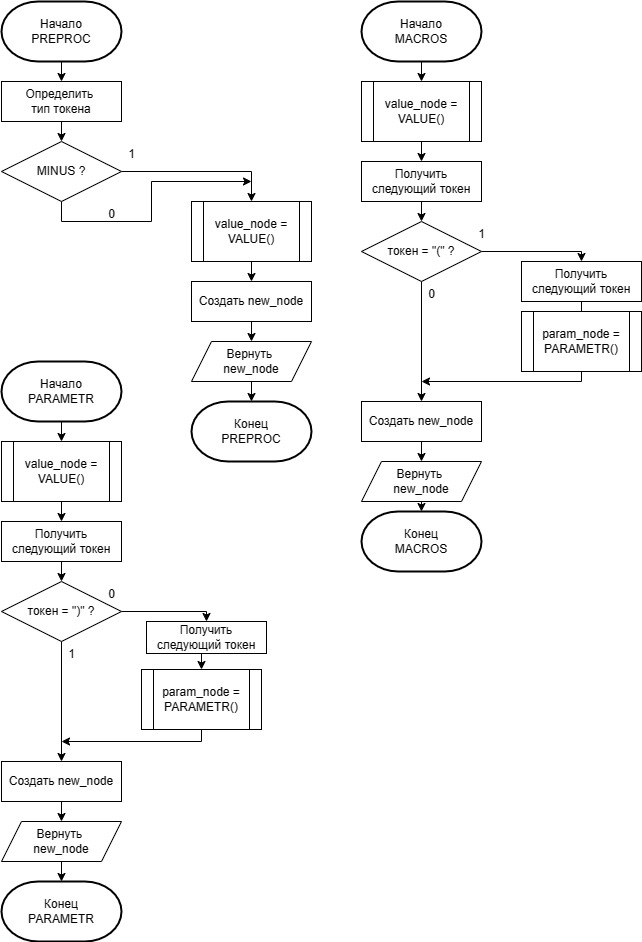 Начало
PREPROC
Определить
тип токена
MINUS ?
1
0
value_node =
VALUE()
Создать new_node
Вернуть
new_node
Конец
PREPROC
Начало
MACROS
value_node =
VALUE()
Получить
следующий токен
токен = "(" ?
1
0
Получить
следующий токен
param_node =
PARAMETR()
Создать new_node
Вернуть
new_node
Конец
MACROS
Начало
PARAMETR
value_node =
VALUE()
Получить
следующий токен
токен = ")" ?
0
1
Получить
следующий токен
param_node =
PARAMETR()
Создать new_node
Вернуть
new_node
Конец
PARAMETR